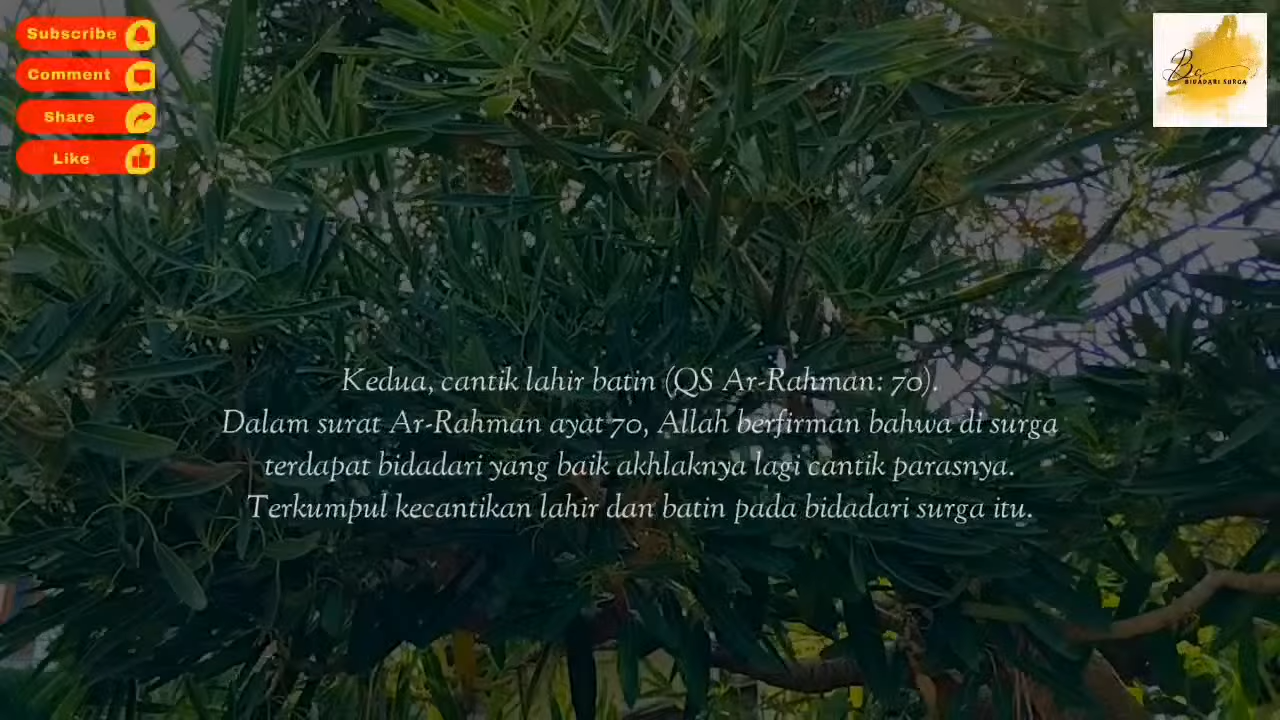 Subscribe
Comment
Share
Like
Bs
BIDADARI SURGA
Kedua, cantik lahir batin (QS Ar-Rahman: 70).
Dalam surat Ar-Rahman ayat 70, Allah berfirman bahwa di surga
terdapat bidadari yang baik akhlaknya lagi cantik parasnya.
Terkumpul kecantikan lahir dan batin pada bidadari surga itu.